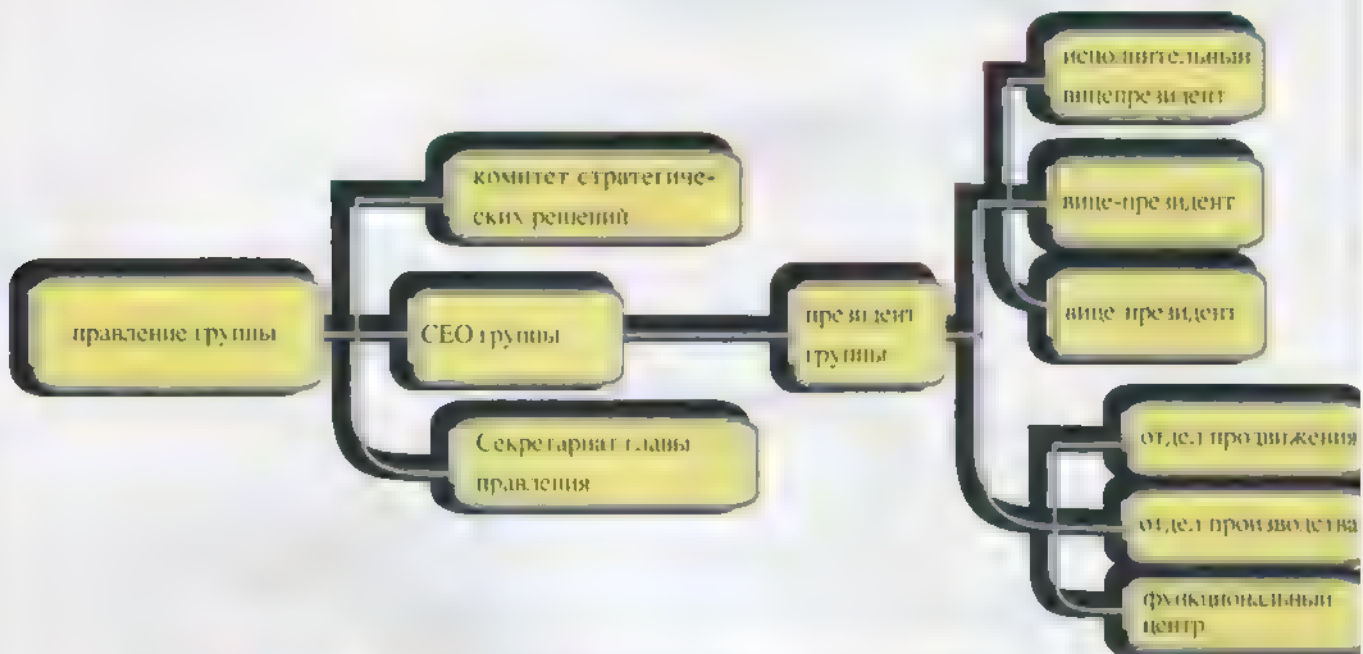 правление группы
комитет стратегиче-
ских решений
CEO группы
Секретариат главы
правления
президент
группы
исполнительный
вицепрезидент
вице-президент
вице президент
отдел продвижения
отдел производства
функциональный
центр